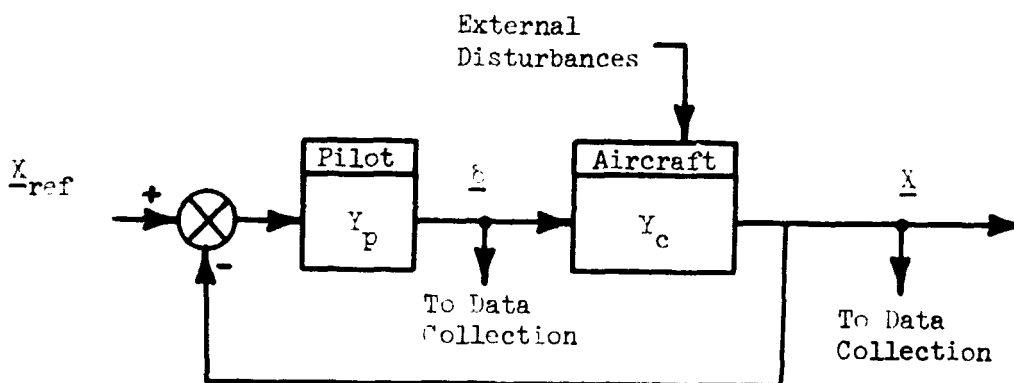 External
Disturbances
Pilot
Aircraft
X
ref
+
δ
X
Y
p
Y
c
-
To Data
Collection
To Data
Collection